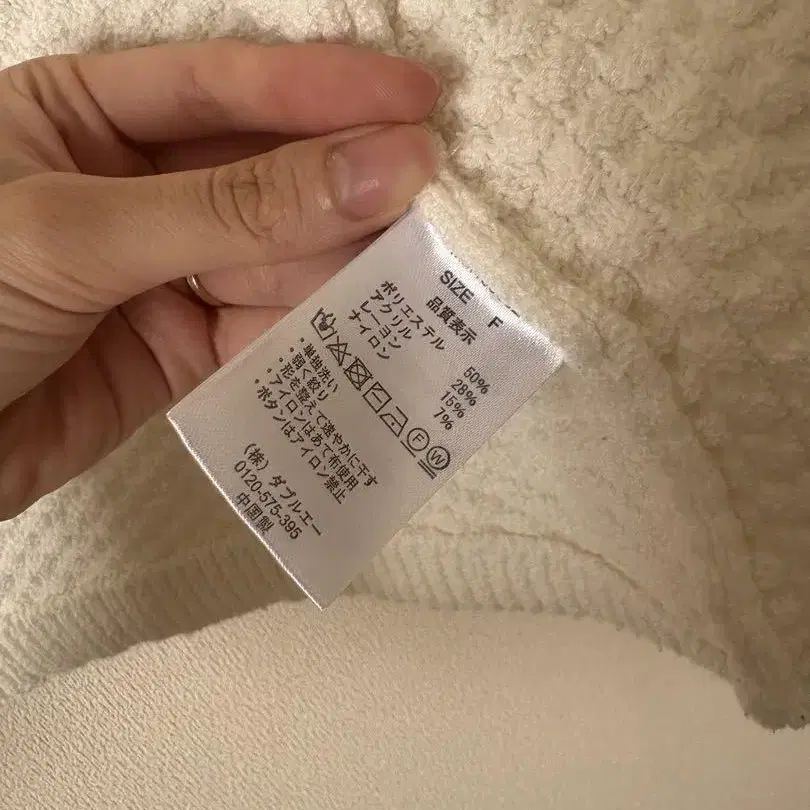 SIZE F
品質表示
ポリエステル 50%
アクリル 28%
レーヨン 15%
ナイロン 7%
F W
・単独洗い
・弱く絞り
・形を整えて速やかに干す
・アイロンはあて布使用
・ボタンはアイロン禁止
(株)ダブルエー
0120-575-395
中国製